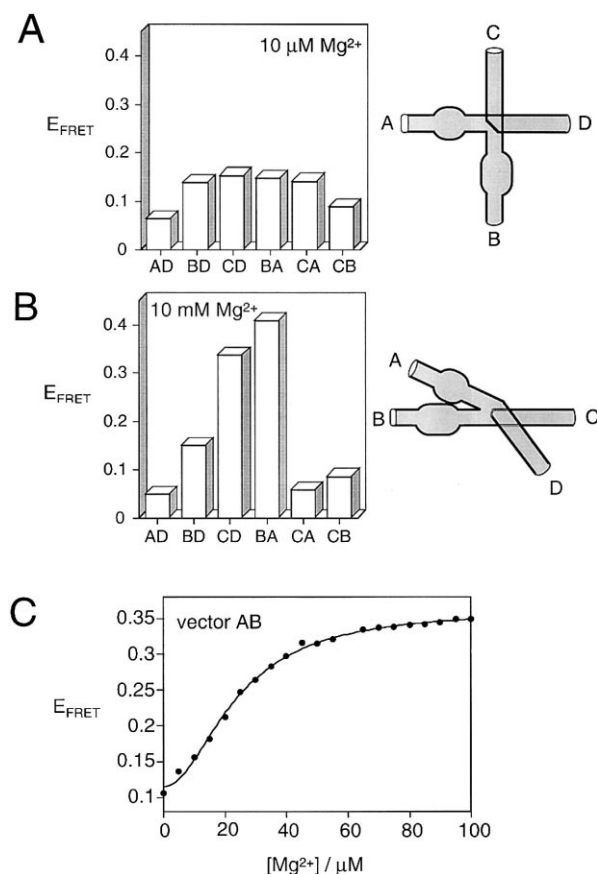 A
10 μM Mg²⁺
0.4
0.3
0.2
0.1
0
E_FRET
AD BD CD BA CA CB
C
A
D
B
B
10 mM Mg²⁺
0.4
0.3
0.2
0.1
0
E_FRET
AD BD CD BA CA CB
A
B
C
D
C
vector AB
0.35
0.3
0.25
0.2
0.15
0.1
E_FRET
0 20 40 60 80 100
[Mg²⁺] / μM